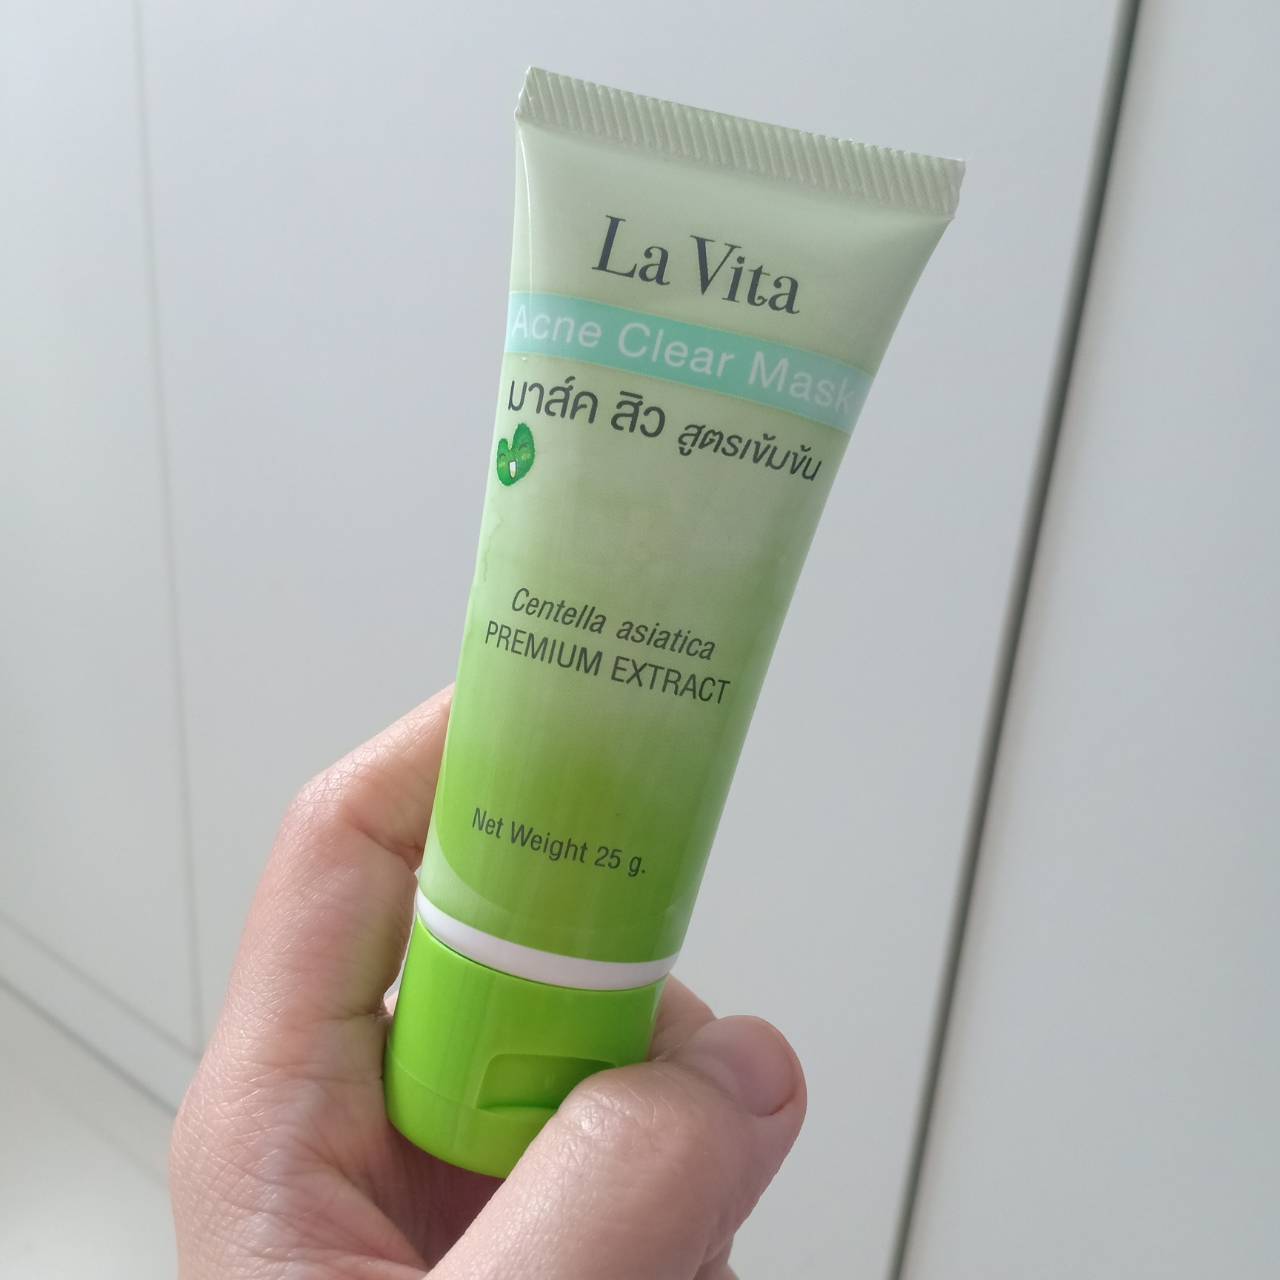 La Vita
Acne Clear Mask
มาส์ค สิว สูตรเข้มข้น
Centella asiatica
PREMIUM EXTRACT
Net Weight 25 g.